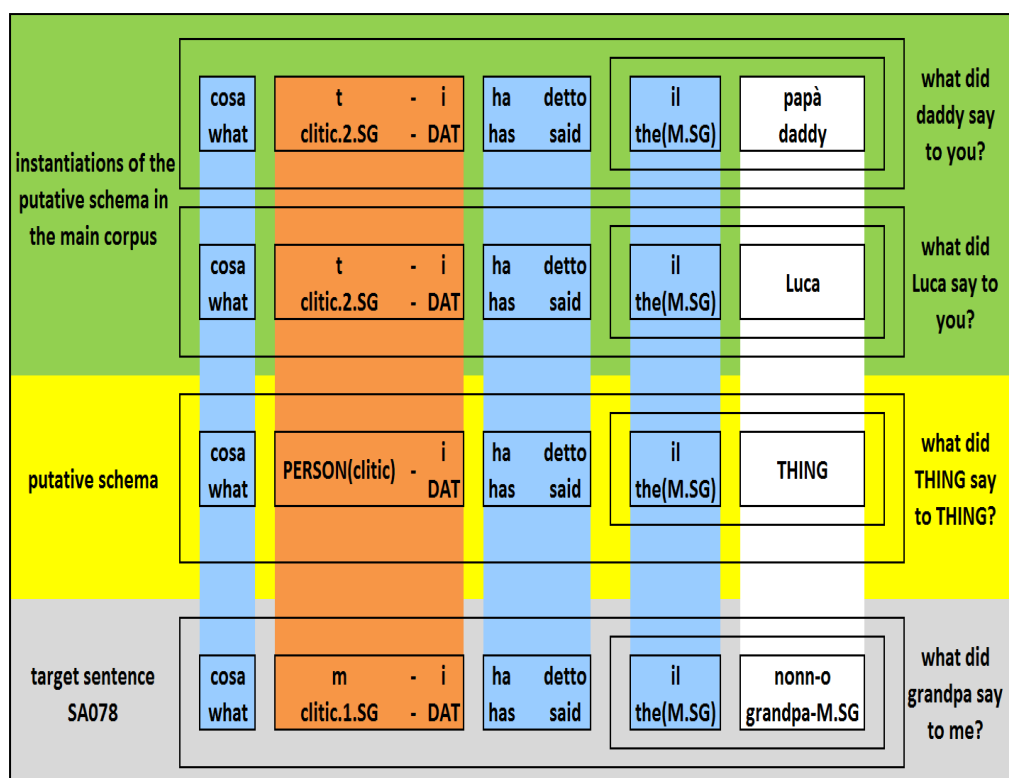 instantiations of the
putative schema in
the main corpus
cosa t - i ha detto il papà
what clitic.2.SG - DAT has said the(M.SG) daddy
what did
daddy say
to you?
cosa t - i ha detto il Luca
what clitic.2.SG - DAT has said the(M.SG)
what did
Luca say to
you?
putative schema
cosa PERSON(clitic) - i ha detto il THING
what DAT has said the(M.SG)
what did
THING say
to THING?
target sentence
SA078
cosa m - i ha detto il nonn-o
what clitic.1.SG - DAT has said the(M.SG) grandpa-M.SG
what did
grandpa say
to me?